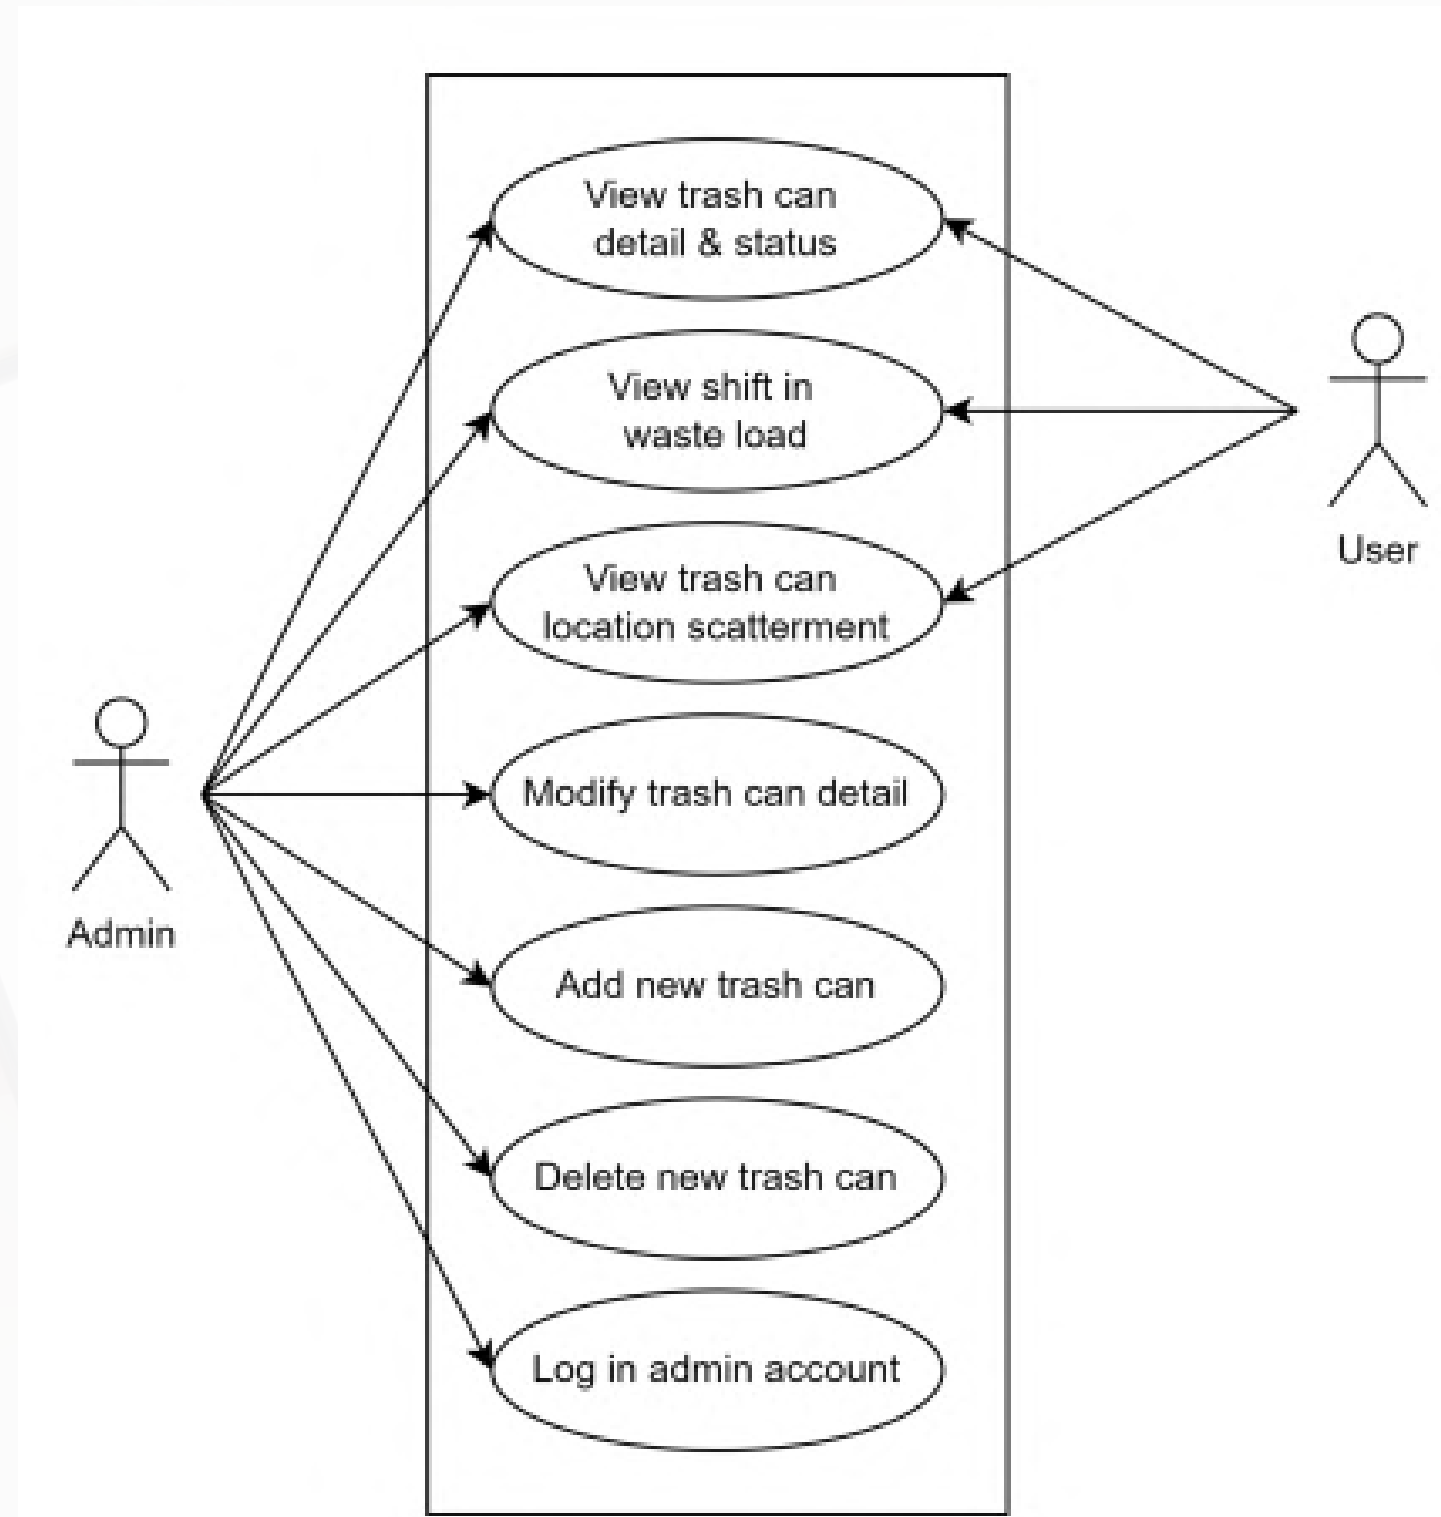 View trash can
detail & status
View shift in
waste load
User
View trash can
location scatterment
Modify trash can detail
Admin
Add new trash can
Delete new trash can
Log in admin account